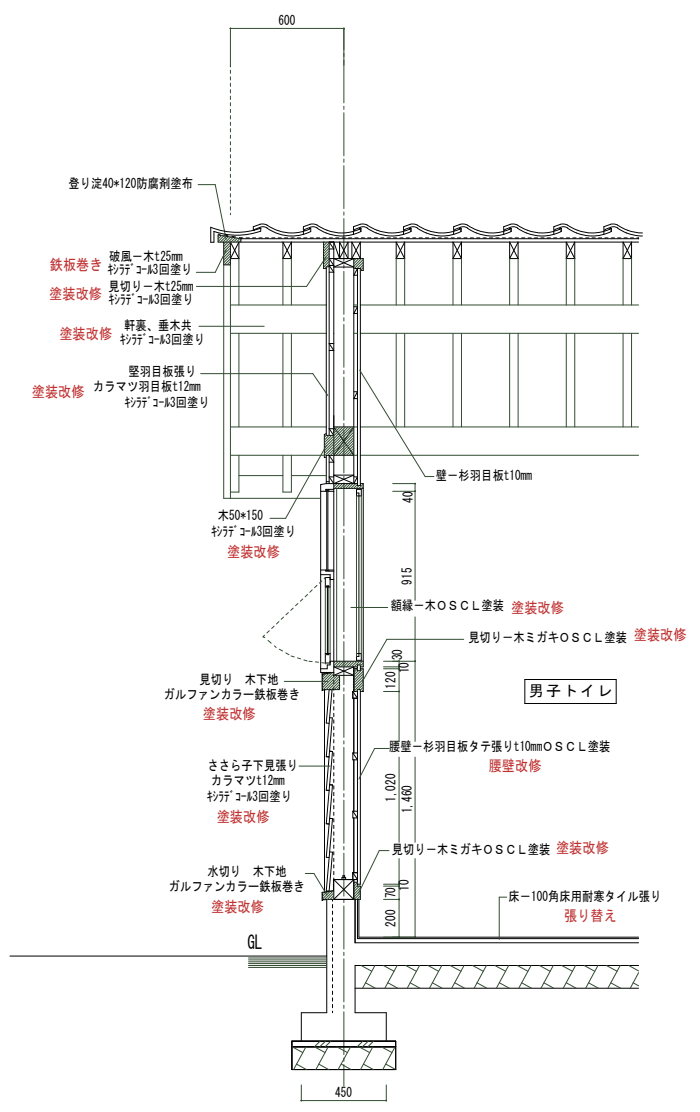 600
登り淀40*120防腐剤塗布
鉄板巻き
破風ー木t25mm
ｷｼﾗﾃﾞｺｰﾙ3回塗り
塗装改修
見切りー木t25mm
ｷｼﾗﾃﾞｺｰﾙ3回塗り
塗装改修
軒裏、垂木共
ｷｼﾗﾃﾞｺｰﾙ3回塗り
塗装改修
堅羽目板張り
カラマツ羽目板t12mm
ｷｼﾗﾃﾞｺｰﾙ3回塗り
壁ー杉羽目板t10mm
木50*150
ｷｼﾗﾃﾞｺｰﾙ3回塗り
塗装改修
40
915
額縁ー木ＯＳＣＬ塗装
塗装改修
見切りー木ミガキＯＳＣＬ塗装
塗装改修
30
10
120
見切り　木下地
ガルファンカラー鉄板巻き
塗装改修
男子トイレ
腰壁ー杉羽目板タテ張りt10mmＯＳＣＬ塗装
腰壁改修
ささら子下見張り
カラマツt12mm
ｷｼﾗﾃﾞｺｰﾙ3回塗り
塗装改修
1,020
1,460
見切りー木ミガキＯＳＣＬ塗装
塗装改修
水切り　木下地
ガルファンカラー鉄板巻き
塗装改修
70
10
200
床ー100角床用耐寒タイル張り
張り替え
GL
450